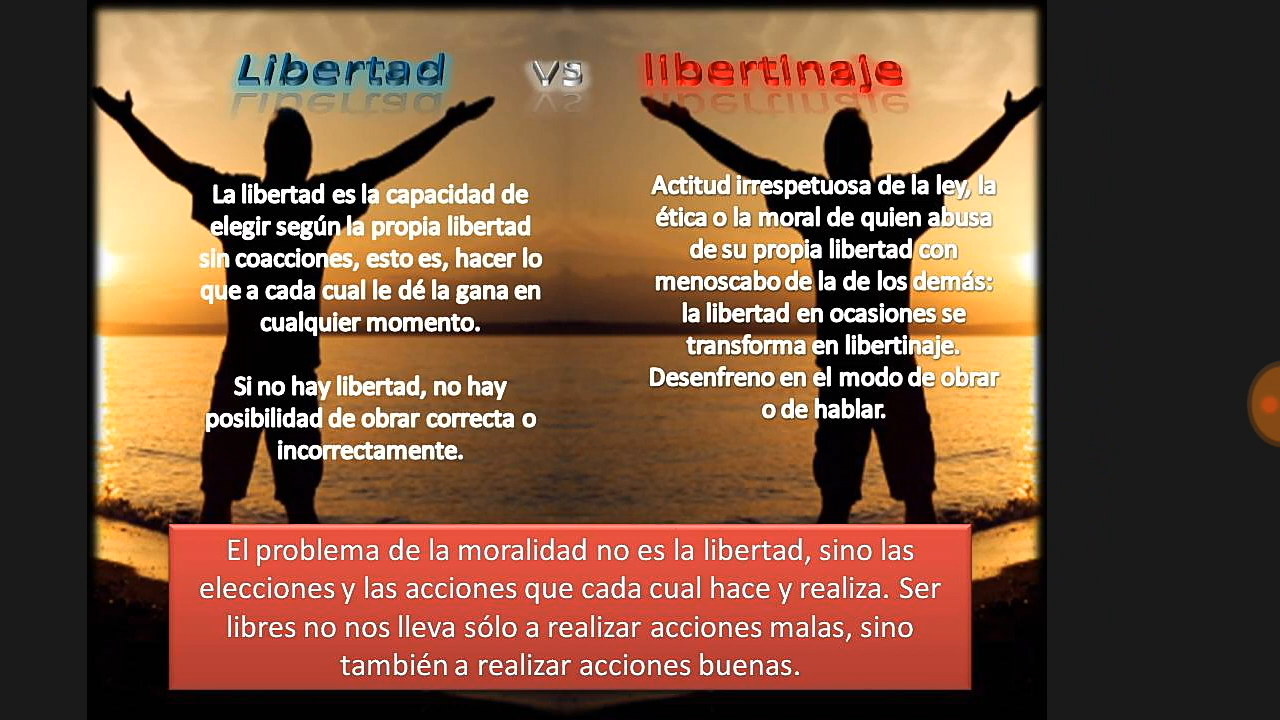 Libertad vs libertinaje
La libertad es la capacidad de
elegir según la propia libertad
sin coacciones, esto es, hacer lo
que a cada cual le dé la gana en
cualquier momento.
Si no hay libertad, no hay
posibilidad de obrar correcta o
incorrectamente.
Actitud irrespetuosa de la ley, la
ética o la moral de quien abusa
de su propia libertad con
menoscabo de la de los demás:
la libertad en ocasiones se
transforma en libertinaje.
Desenfreno en el modo de obrar
o de hablar.
El problema de la moralidad no es la libertad, sino las
elecciones y las acciones que cada cual hace y realiza. Ser
libres no nos lleva sólo a realizar acciones malas, sino
también a realizar acciones buenas.